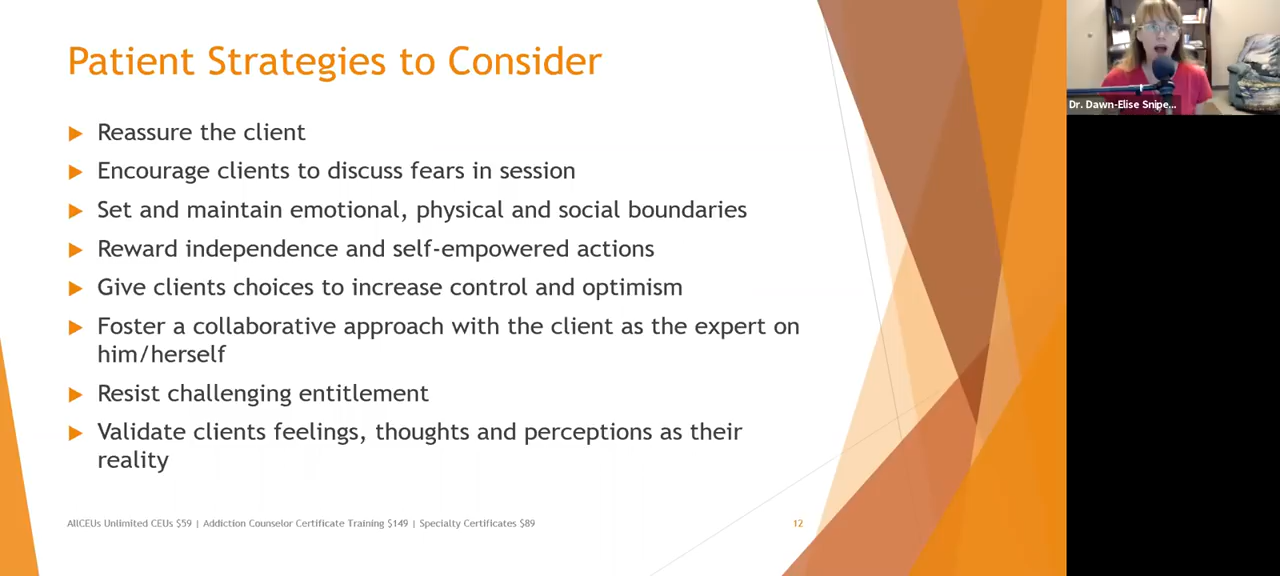 Patient Strategies to Consider
Reassure the client
Encourage clients to discuss fears in session
Set and maintain emotional, physical and social boundaries
Reward independence and self-empowered actions
Give clients choices to increase control and optimism
Foster a collaborative approach with the client as the expert on
him/herself
Resist challenging entitlement
Validate clients feelings, thoughts and perceptions as their
reality
AllCEUs Unlimited CEUs $59 | Addiction Counselor Certificate Training $149 | Specialty Certificates $89
12
Dr. Dawn-Elise Snipe...